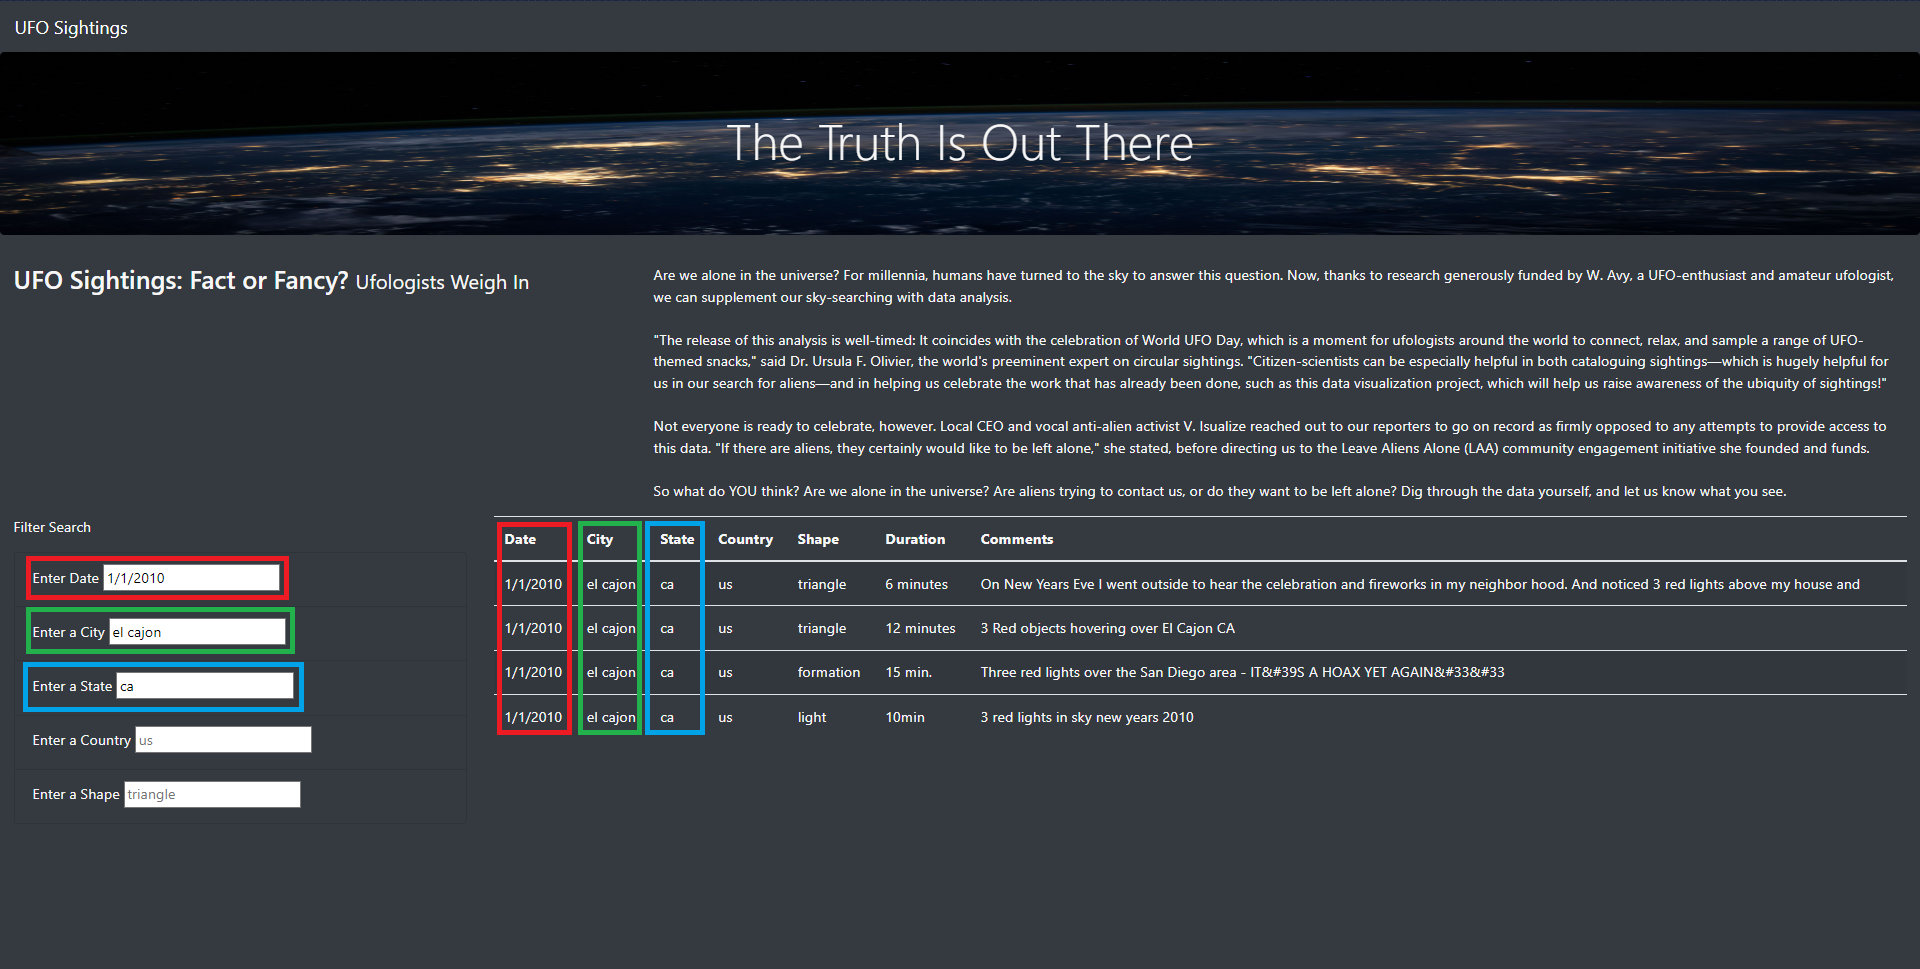 UFO Sightings
The Truth Is Out There
UFO Sightings: Fact or Fancy? Ufologists Weigh In
Are we alone in the universe? For millennia, humans have turned to the sky to answer this question. Now, thanks to research generously funded by W. Avy, a UFO-enthusiast and amateur ufologist,
we can supplement our sky-searching with data analysis.
"The release of this analysis is well-timed: It coincides with the celebration of World UFO Day, which is a moment for ufologists around the world to connect, relax, and sample a range of UFO-
themed snacks," said Dr. Ursula F. Olivier, the world's preeminent expert on circular sightings. "Citizen-scientists can be especially helpful in both cataloguing sightings—which is hugely helpful for
us in our search for aliens—and in helping us celebrate the work that has already been done, such as this data visualization project, which will help us raise awareness of the ubiquity of sightings!"
Not everyone is ready to celebrate, however. Local CEO and vocal anti-alien activist V. Isualize reached out to our reporters to go on record as firmly opposed to any attempts to provide access to
this data. "If there are aliens, they certainly would like to be left alone," she stated, before directing us to the Leave Aliens Alone (LAA) community engagement initiative she founded and funds.
So what do YOU think? Are we alone in the universe? Are aliens trying to contact us, or do they want to be left alone? Dig through the data yourself, and let us know what you see.
Filter Search
Enter Date 1/1/2010
Enter a City el cajon
Enter a State ca
Enter a Country us
Enter a Shape triangle
Date City State Country Shape Duration Comments
1/1/2010 el cajon ca us triangle 6 minutes On New Years Eve I went outside to hear the celebration and fireworks in my neighbor hood. And noticed 3 red lights above my house and
1/1/2010 el cajon ca us triangle 12 minutes 3 Red objects hovering over El Cajon CA
1/1/2010 el cajon ca us formation 15 min. Three red lights over the San Diego area - IT&#39S A HOAX YET AGAIN&#33&#33
1/1/2010 el cajon ca us light 10min 3 red lights in sky new years 2010